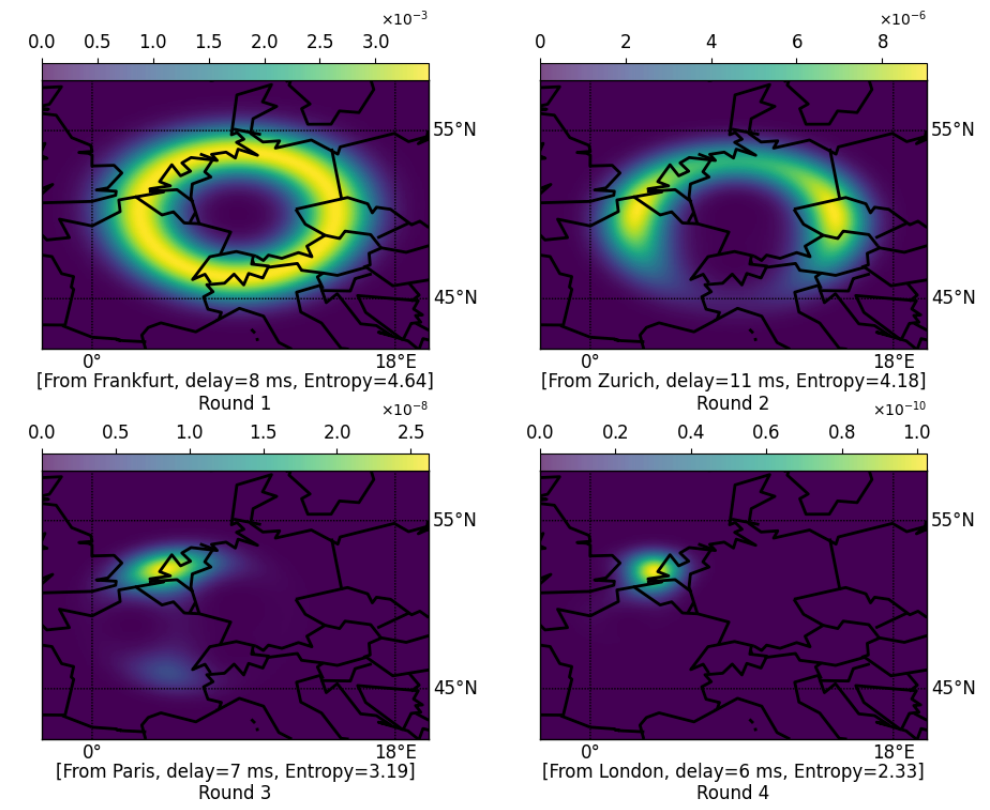 ×10⁻³
0.0 0.5 1.0 1.5 2.0 2.5 3.0
55°N
45°N
0° 18°E
[From Frankfurt, delay=8 ms, Entropy=4.64]
Round 1
×10⁻⁶
0 2 4 6 8
55°N
45°N
0° 18°E
[From Zurich, delay=11 ms, Entropy=4.18]
Round 2
×10⁻⁸
0.0 0.5 1.0 1.5 2.0 2.5
55°N
45°N
0° 18°E
[From Paris, delay=7 ms, Entropy=3.19]
Round 3
×10⁻¹⁰
0.0 0.2 0.4 0.6 0.8 1.0
55°N
45°N
0° 18°E
[From London, delay=6 ms, Entropy=2.33]
Round 4